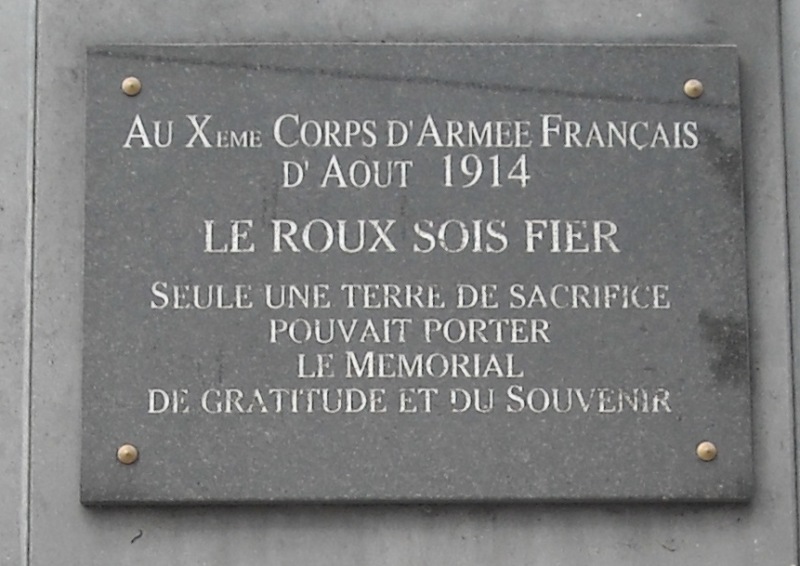 AU XEME CORPS D'ARMEE FRANÇAIS
D' AOUT 1914
LE ROUX SOIS FIER
SEULE UNE TERRE DE SACRIFICE
POUVAIT PORTER
LE MEMORIAL
DE GRATITUDE ET DU SOUVENIR